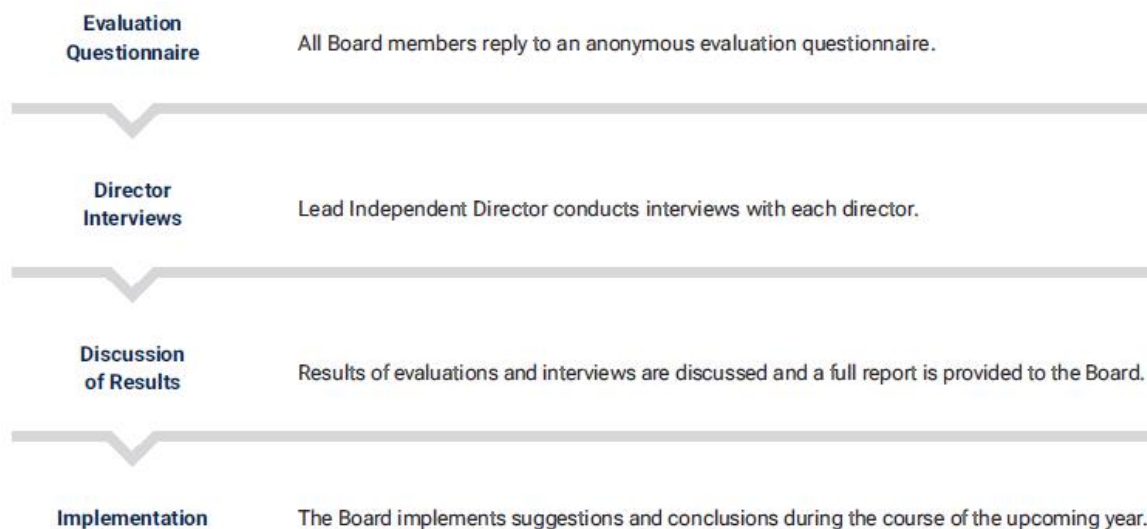 Evaluation
Questionnaire
All Board members reply to an anonymous evaluation questionnaire.
Director
Interviews
Lead Independent Director conducts interviews with each director.
Discussion
of Results
Results of evaluations and interviews are discussed and a full report is provided to the Board.
Implementation
The Board implements suggestions and conclusions during the course of the upcoming year.